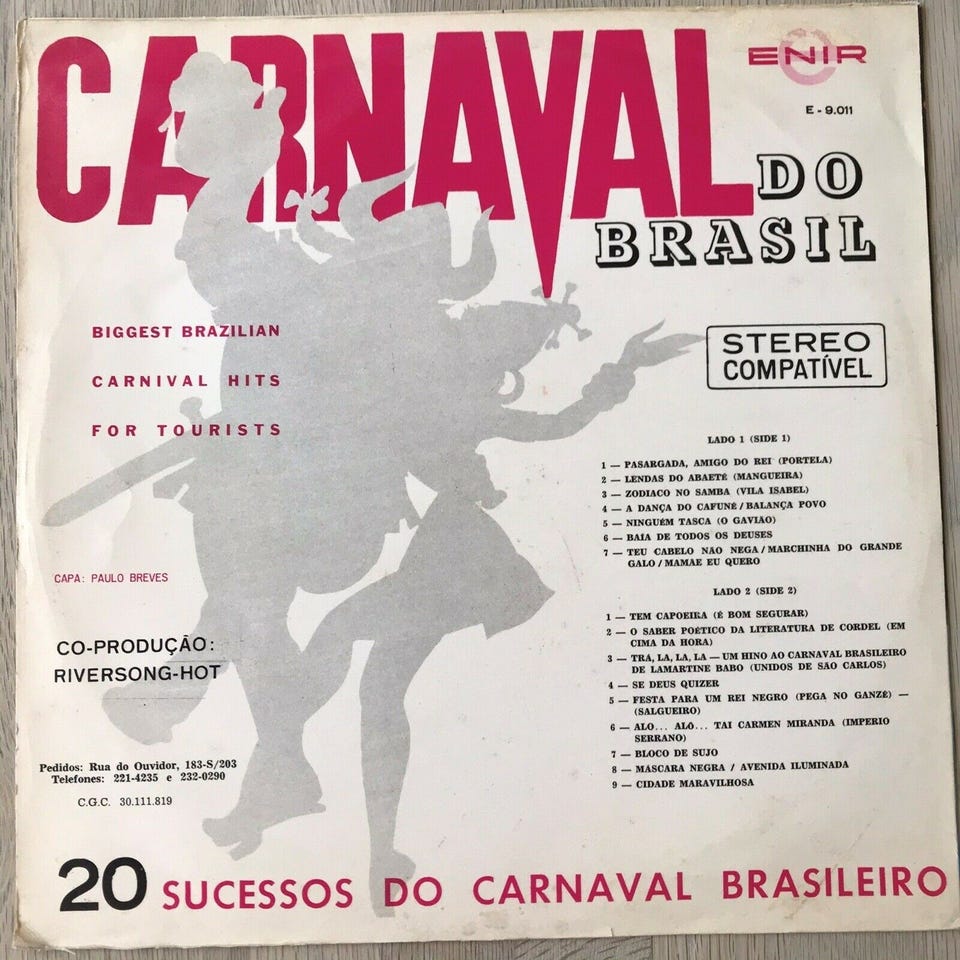 CARNAVAL
ENIR
E - 9.011
DO
BRASIL
BIGGEST BRAZILIAN
CARNIVAL HITS
FOR TOURISTS
STEREO
COMPATÍVEL
LADO 1 (SIDE 1)
1 — PASARGADA, AMIGO DO REI (PORTELA)
2 — LENDAS DO ABAETÉ (MANGUEIRA)
3 — ZODIACO NO SAMBA (VILA ISABEL)
4 — A DANÇA DO CAFUNÉ / BALANÇA POVO
5 — NINGUÉM TASCA (O GAVIAO)
6 — BAIA DE TODOS OS DEUSES
7 — TEU CABELO NAO NEGA / MARCHINHA DO GRANDE
GALO / MAMAE EU QUERO
LADO 2 (SIDE 2)
1 — TEM CAPOEIRA (É BOM SEGURAR)
2 — O SABER POÉTICO DA LITERATURA DE CORDEL (EM
CIMA DA HORA)
3 — TRA, LA, LA, LA — UM HINO AO CARNAVAL BRASILEIRO
DE LAMARTINE BABO (UNIDOS DE SAO CARLOS)
4 — SE DEUS QUIZER
5 — FESTA PARA UM REI NEGRO (PEGA NO GANZÉ) —
(SALGUEIRO)
6 — ALO... ALÔ... TAI CARMEN MIRANDA (IMPERIO
SERRANO)
7 — BLOCO DE SUJO
8 — MASCARA NEGRA / AVENIDA ILUMINADA
9 — CIDADE MARAVILHOSA
CAPA: PAULO BREVES
CO-PRODUÇÃO:
RIVERSONG-HOT
Pedidos: Rua do Ouvidor, 183-S/203
Telefones: 221-4235 e 232-0290
C.G.C. 30.111.819
20 SUCESSOS DO CARNAVAL BRASILEIRO